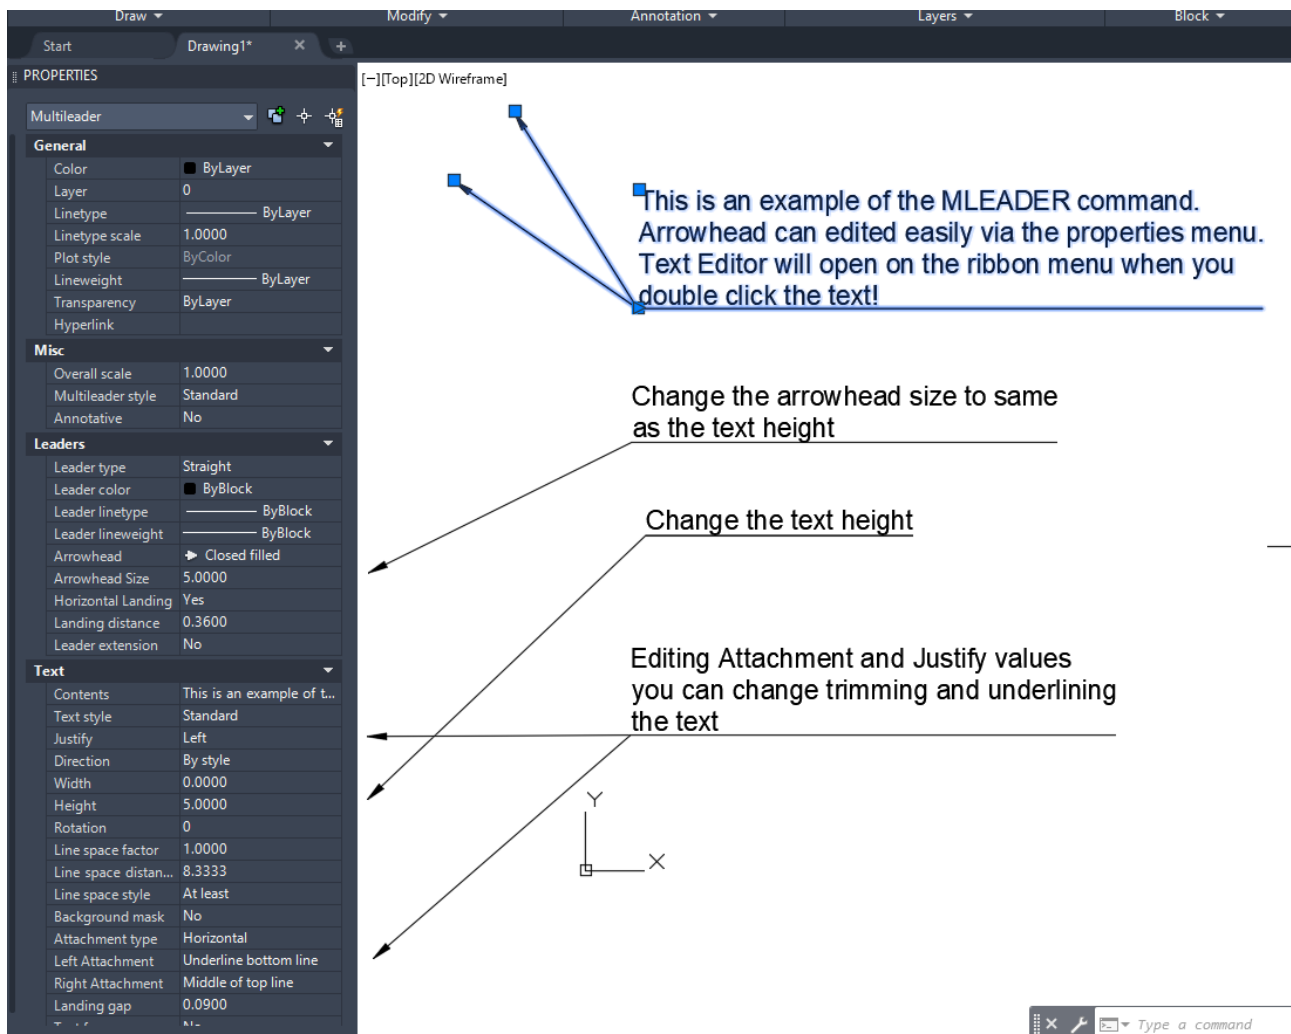 Draw Modify Annotation Layers Block
Start Drawing1* × +
PROPERTIES
[−][Top][2D Wireframe]
Multileader
General
Color ByLayer
Layer 0
Linetype ByLayer
Linetype scale 1.0000
Plot style ByColor
Lineweight ByLayer
Transparency ByLayer
Hyperlink
Misc
Overall scale 1.0000
Multileader style Standard
Annotative No
Leaders
Leader type Straight
Leader color ByBlock
Leader linetype ByBlock
Leader lineweight ByBlock
Arrowhead Closed filled
Arrowhead Size 5.0000
Horizontal Landing Yes
Landing distance 0.3600
Leader extension No
Text
Contents This is an example of t...
Text style Standard
Justify Left
Direction By style
Width 0.0000
Height 5.0000
Rotation 0
Line space factor 1.0000
Line space distan... 8.3333
Line space style At least
Background mask No
Attachment type Horizontal
Left Attachment Underline bottom line
Right Attachment Middle of top line
Landing gap 0.0900
This is an example of the MLEADER command.
Arrowhead can edited easily via the properties menu.
Text Editor will open on the ribbon menu when you
double click the text!
Change the arrowhead size to same
as the text height
Change the text height
Editing Attachment and Justify values
you can change trimming and underlining
the text
Y
X
Type a command